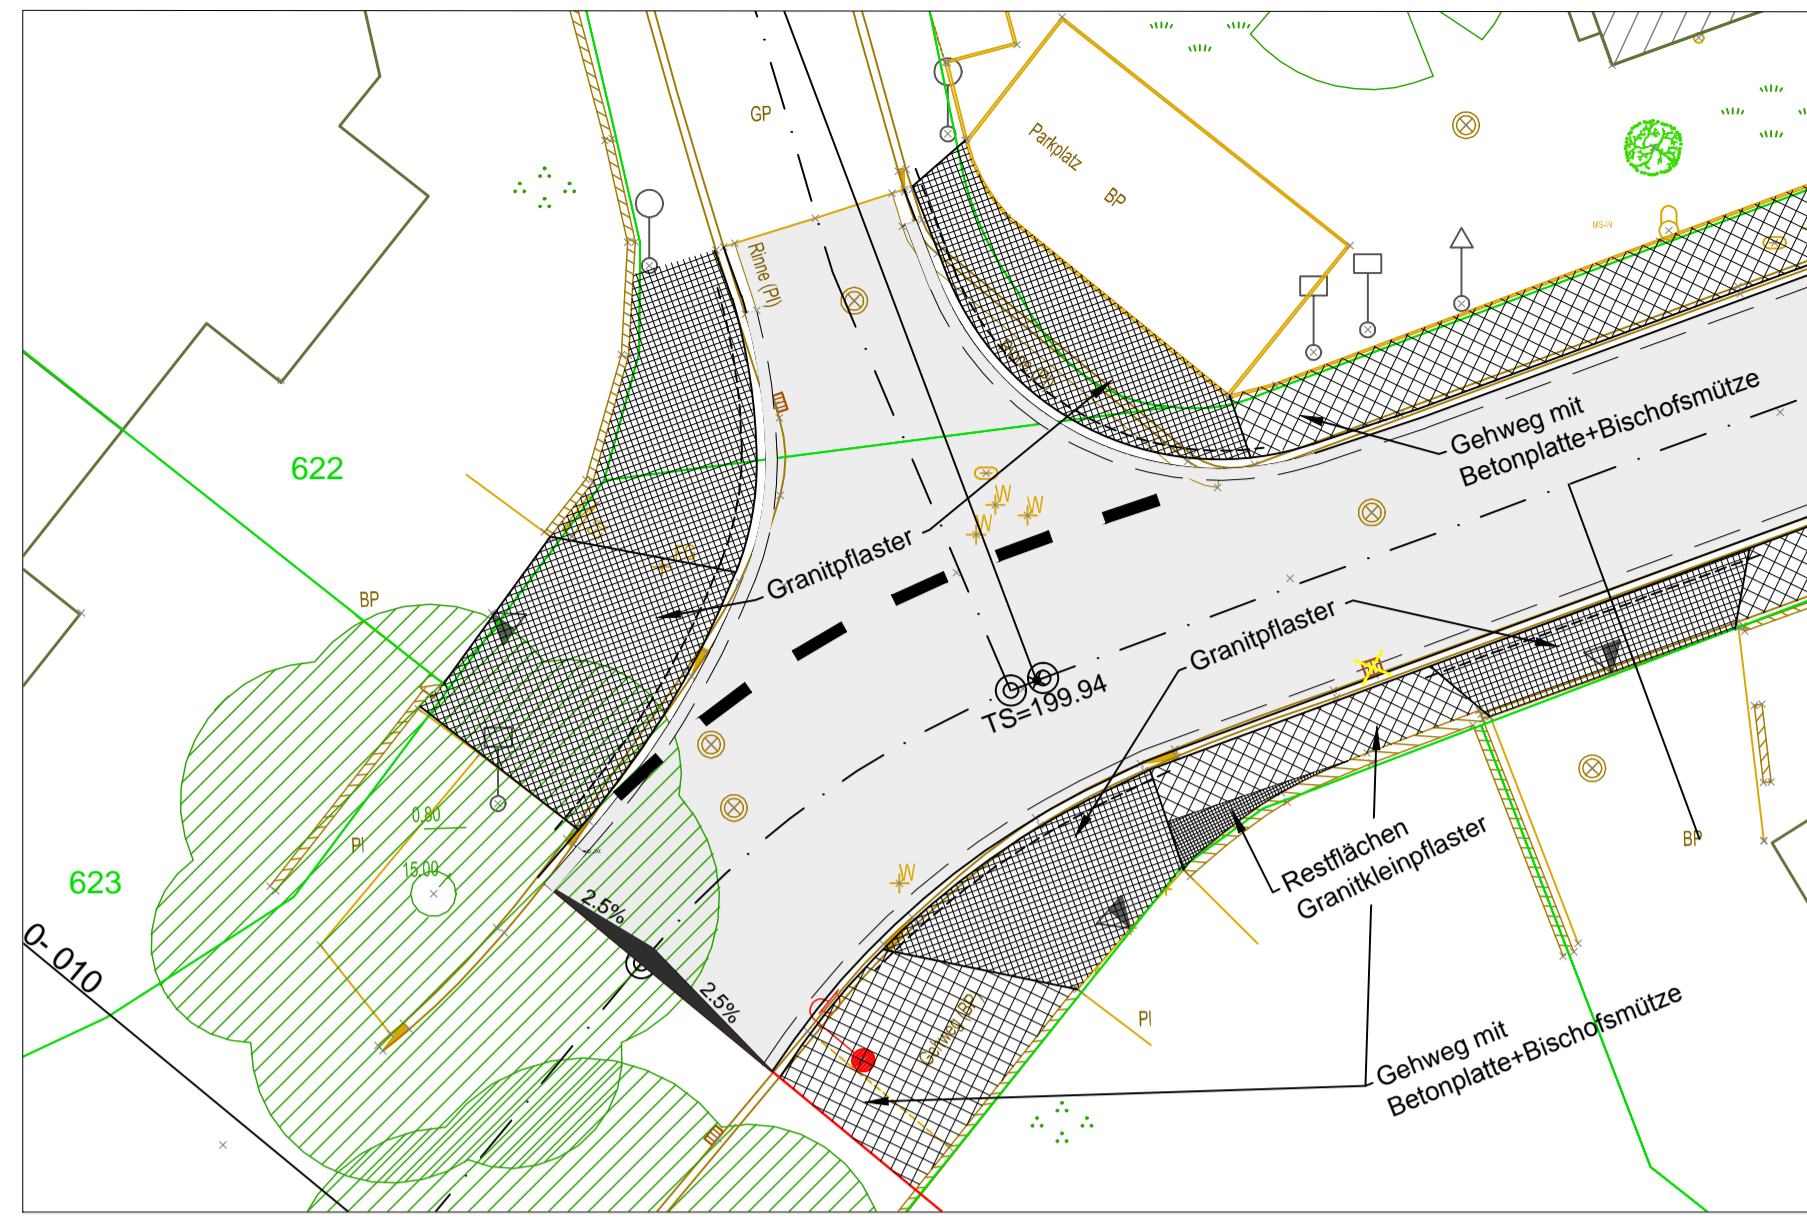 GP
Parkplatz
BP
MS-W
Rinne (Pl)
622
Gehweg mit
Betonplatte+Bischofsmütze
W
W
W
Granitpflaster
BP
Granitpflaster
TS=199.94
0.80
Pl
15.00
623
W
BP
Restflächen
Granitkleinpflaster
2.5%
0-010
2.5%
Gehweg (BP)
Pl
Gehweg mit
Betonplatte+Bischofsmütze